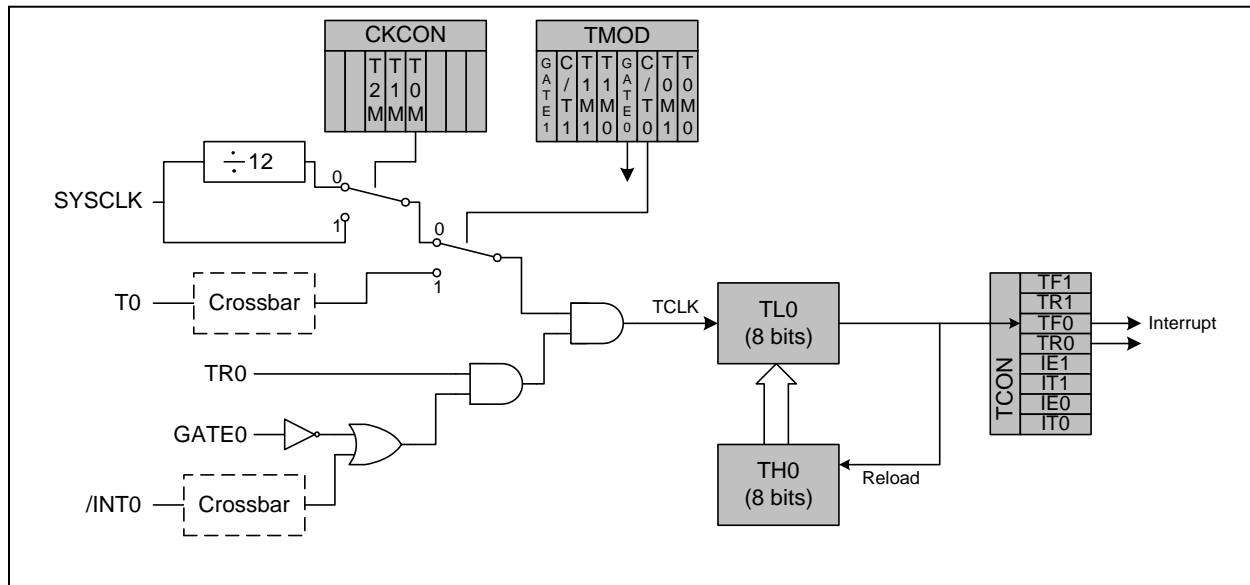 CKCON
T2M
T1M
T0M
TMOD
GATE1
C/T1
T1M1
T1M0
GATE0
C/T0
T0M1
T0M0
÷ 12
0
SYSCLK
1
0
1
T0
Crossbar
TCLK
TL0
(8 bits)
TCON
TF1
TR1
TF0
TR0
IE1
IT1
IE0
IT0
Interrupt
TR0
GATE0
/INT0
Crossbar
TH0
(8 bits)
Reload